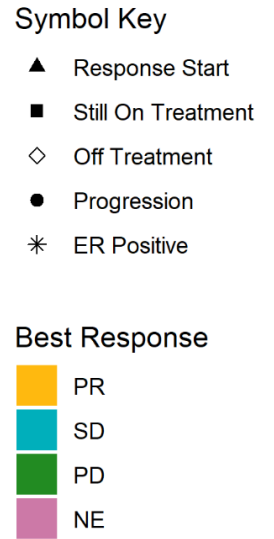 Symbol Key
Response Start
Still On Treatment
Off Treatment
Progression
ER Positive
Best Response
PR
SD
PD
NE